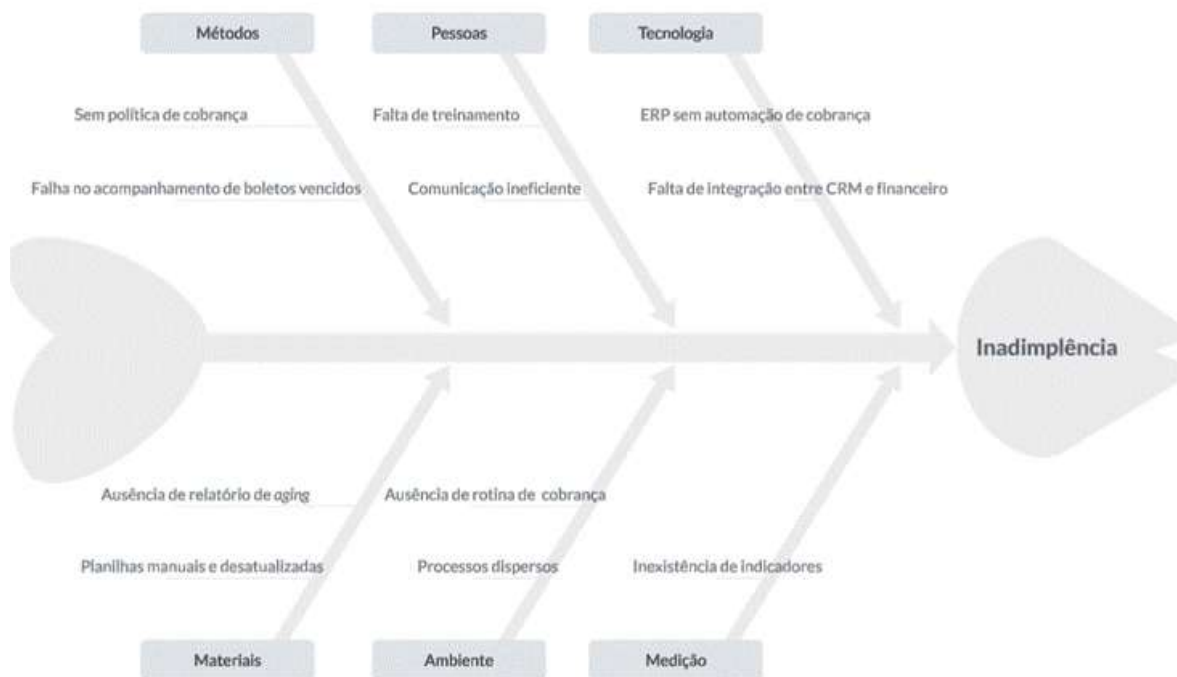 Métodos
Pessoas
Tecnologia
Sem política de cobrança
Falta de treinamento
ERP sem automação de cobrança
Falha no acompanhamento de boletos vencidos
Comunicação ineficiente
Falta de integração entre CRM e financeiro
Inadimplência
Ausência de relatório de aging
Ausência de rotina de cobrança
Planilhas manuais e desatualizadas
Processos dispersos
Inexistência de indicadores
Materiais
Ambiente
Medição